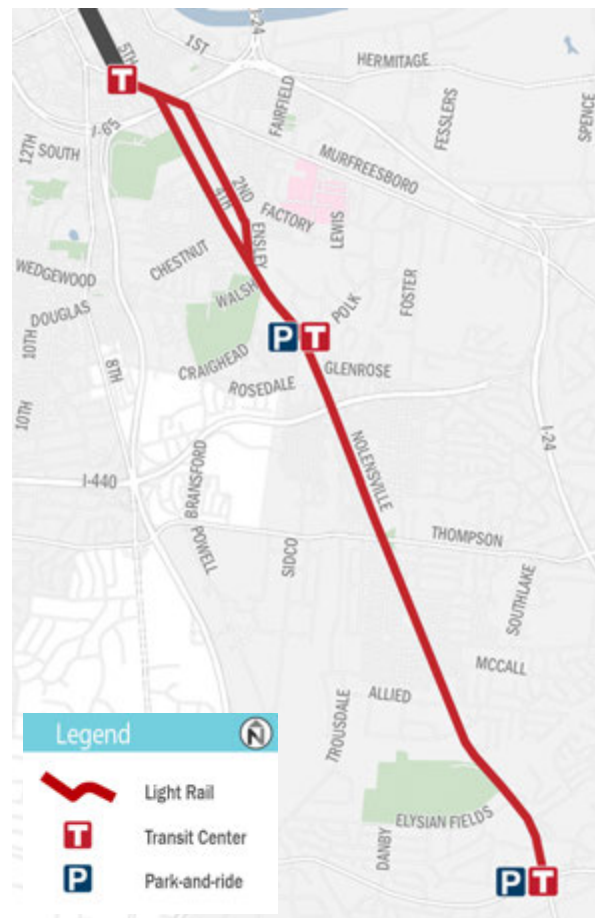 5TH
1ST
I-24
HERMITAGE
FAIRFIELD
FESSLERS
SPENCE
T
I-65
12TH
SOUTH
MURFREESBORO
2ND
4TH
FACTORY
LEWIS
ENSLEY
CHESTNUT
WEDGEWOOD
WALSH
FOSTER
DOUGLAS
POLK
10TH
P T
8TH
CRAIGHEAD
GLENROSE
ROSEDALE
10TH
NOLENSVILLE
I-24
I-440
BRANSFORD
POWELL
SIDCO
THOMPSON
SOUTHLAKE
MCCALL
ALLIED
TROUSDALE
ELYSIAN FIELDS
DANBY
P T
Legend
N
Light Rail
T
Transit Center
P
Park-and-ride